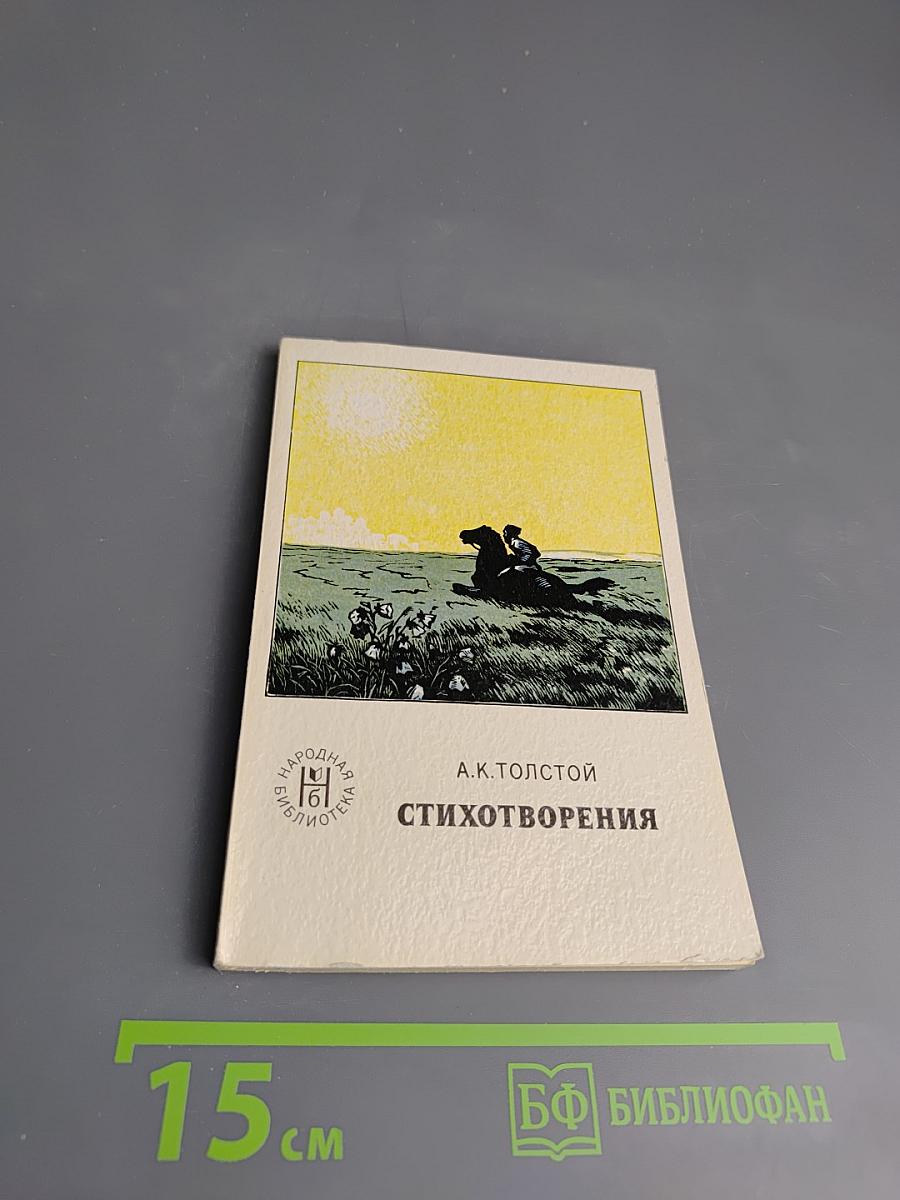 НАРОДНАЯ
БИБЛИОТЕКА
Нб
А.К.ТОЛСТОЙ
СТИХОТВОРЕНИЯ
15 см
БФ БИБЛИОФАН